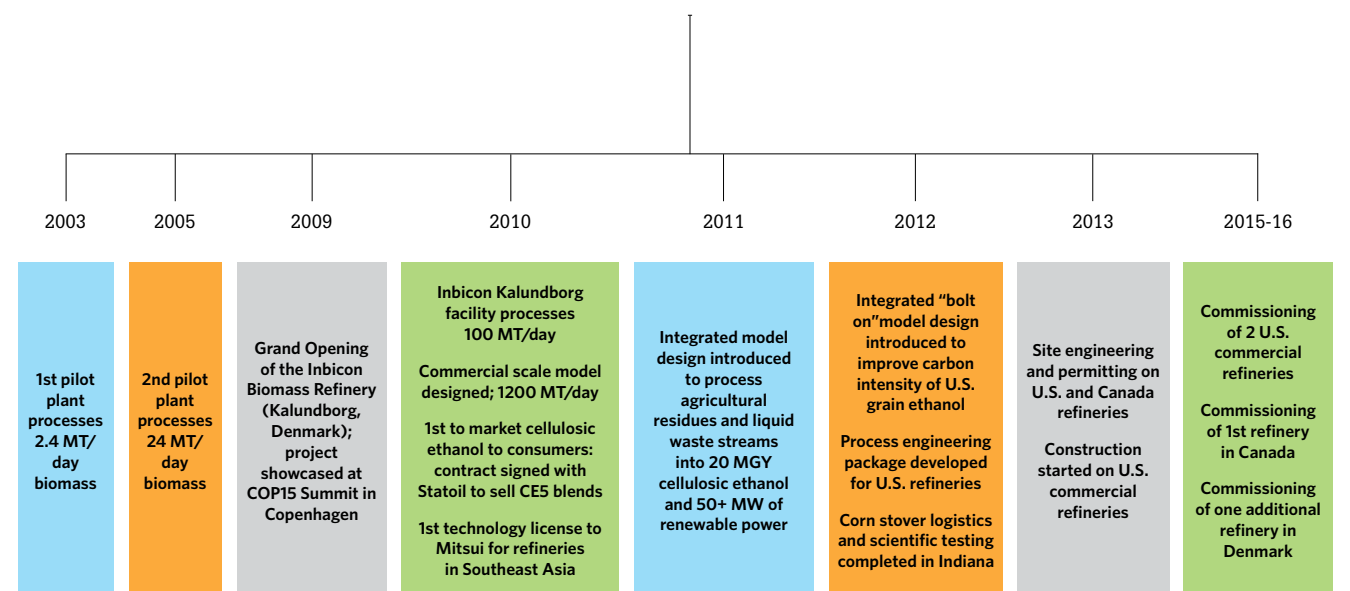 2003
2005
2009
2010
2011
2012
2013
2015-16
1st pilot
plant
processes
2.4 MT/
day
biomass
2nd pilot
plant
processes
24 MT/
day
biomass
Grand Opening
of the Inbicon
Biomass Refinery
(Kalundborg,
Denmark);
project
showcased at
COP15 Summit in
Copenhagen
Inbicon Kalundborg
facility processes
100 MT/day
Commercial scale model
designed; 1200 MT/day
1st to market cellulosic
ethanol to consumers:
contract signed with
Statoil to sell CE5 blends
1st technology license to
Mitsui for refineries
in Southeast Asia
Integrated model
design introduced
to process
agricultural
residues and liquid
waste streams
into 20 MGY
cellulosic ethanol
and 50+ MW of
renewable power
Integrated “bolt
on”model design
introduced to
improve carbon
intensity of U.S.
grain ethanol
Process engineering
package developed
for U.S. refineries
Corn stover logistics
and scientific testing
completed in Indiana
Site engineering
and permitting on
U.S. and Canada
refineries
Construction
started on U.S.
commercial
refineries
Commissioning
of 2 U.S.
commercial
refineries
Commissioning
of 1st refinery
in Canada
Commissioning
of one additional
refinery in
Denmark